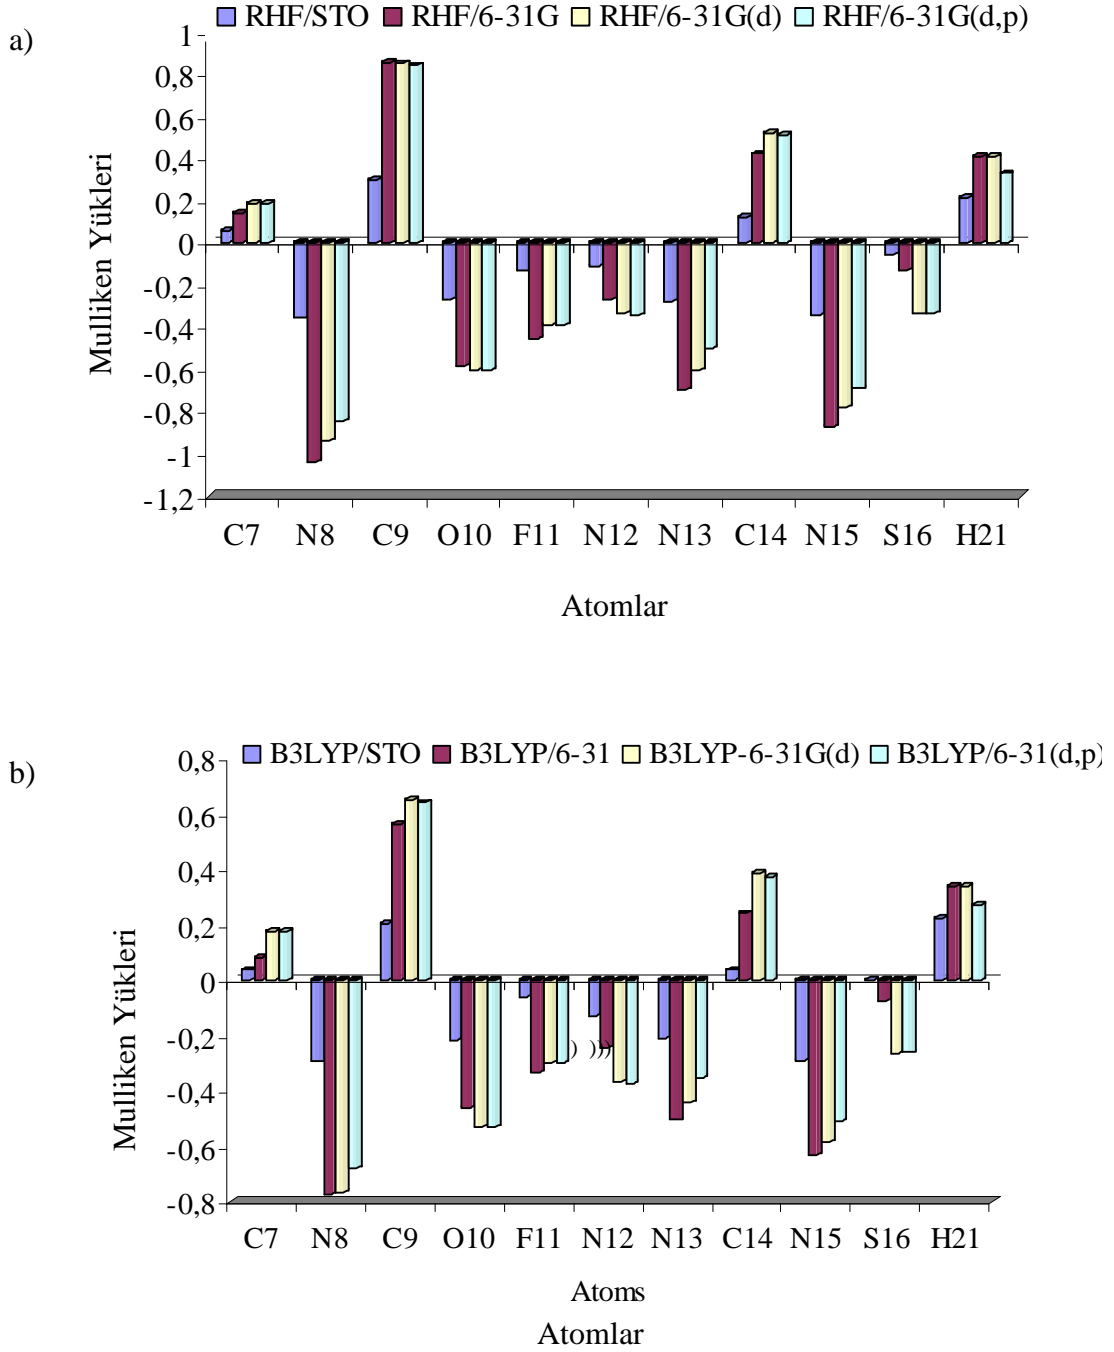 a)
RHF/STO RHF/6-31G RHF/6-31G(d) RHF/6-31G(d,p)
1
0,8
0,6
0,4
0,2
0
-0,2
-0,4
-0,6
-0,8
-1
-1,2
Mulliken Yükleri
C7 N8 C9 O10 F11 N12 N13 C14 N15 S16 H21
Atomlar
b)
B3LYP/STO B3LYP/6-31 B3LYP-6-31G(d) B3LYP/6-31(d,p)
0,8
0,6
0,4
0,2
0
-0,2
-0,4
-0,6
-0,8
Mulliken Yükleri
) )))
C7 N8 C9 O10 F11 N12 N13 C14 N15 S16 H21
Atoms
Atomlar